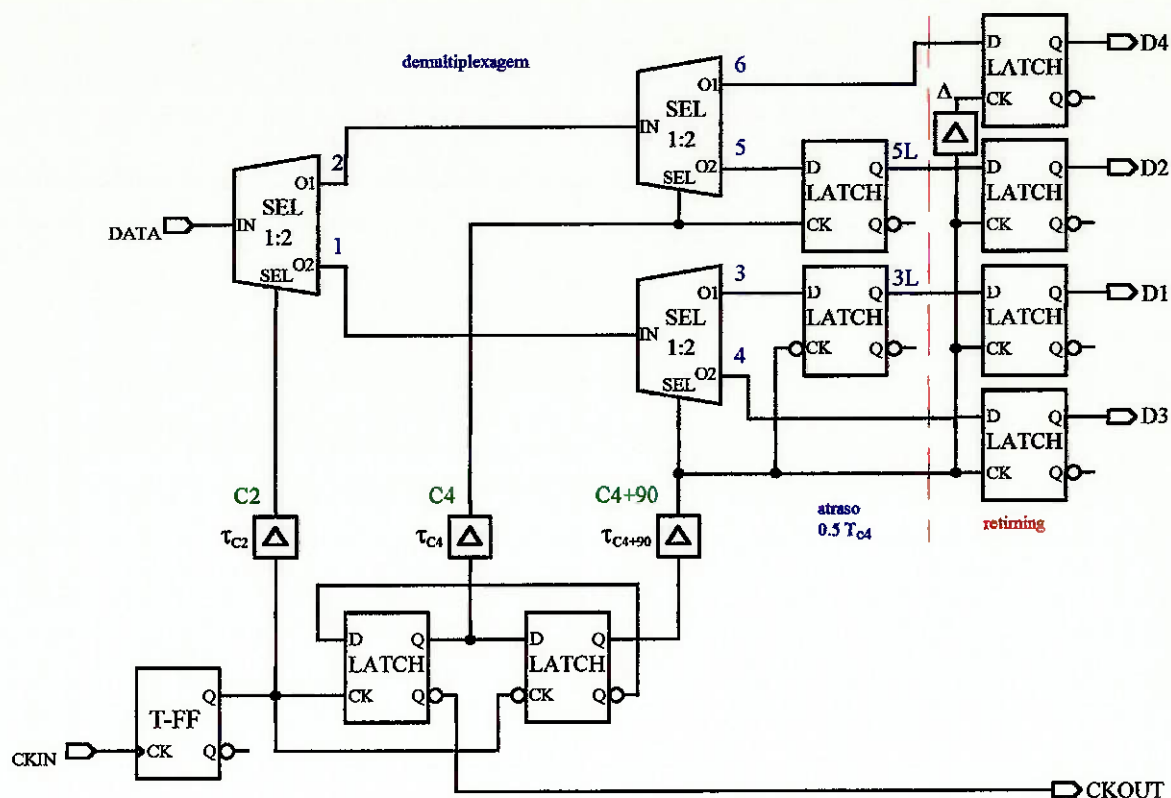 demultiplexagem
6
D Q
LATCH
CK Q
D4
Δ
Δ
O1
SEL
IN 1:2
5
O2
SEL
2
O1
SEL
IN 1:2
1
O2
SEL
DATA
D Q
LATCH
CK Q
5L
D Q
LATCH
CK Q
D2
3
O1
SEL
IN 1:2
4
O2
SEL
D Q
LATCH
CK Q
3L
D Q
LATCH
CK Q
D1
D Q
LATCH
CK Q
D3
C2
C4
C4+90
τC2 Δ
τC4 Δ
τC4+90 Δ
atraso
0.5 TC4
retiming
D Q
LATCH
CK Q
D Q
LATCH
CK Q
Q
T-FF
CK Q
CKIN
CKOUT